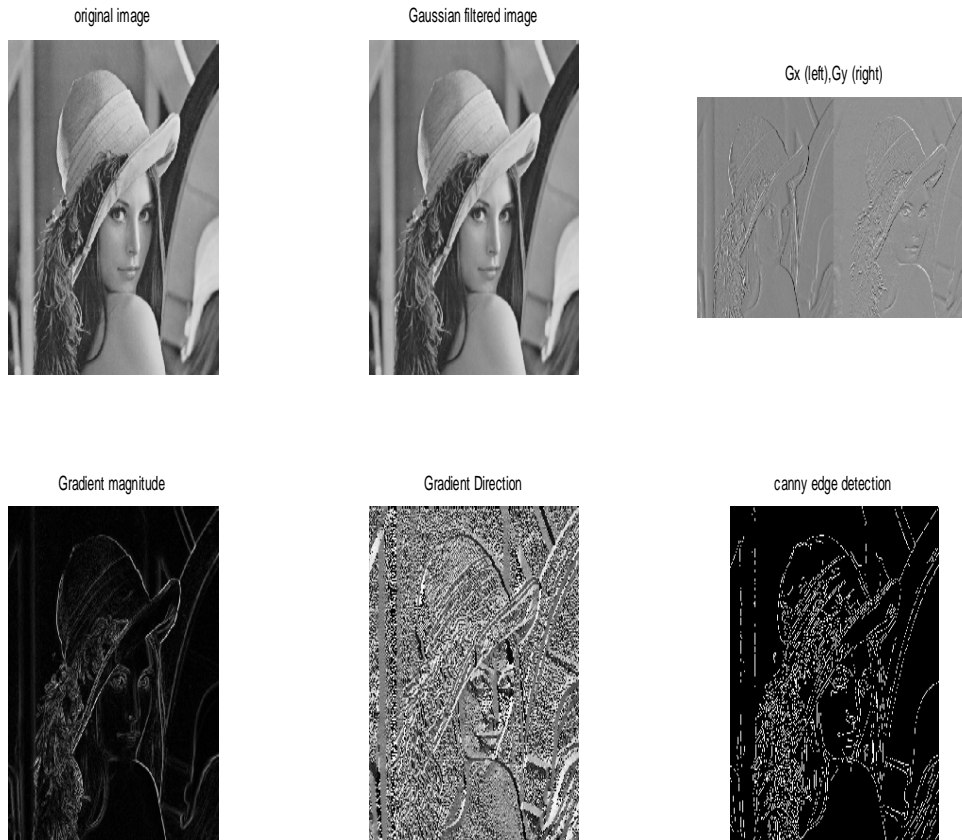 original image
Gaussian filtered image
Gx (left),Gy (right)
Gradient magnitude
Gradient Direction
canny edge detection